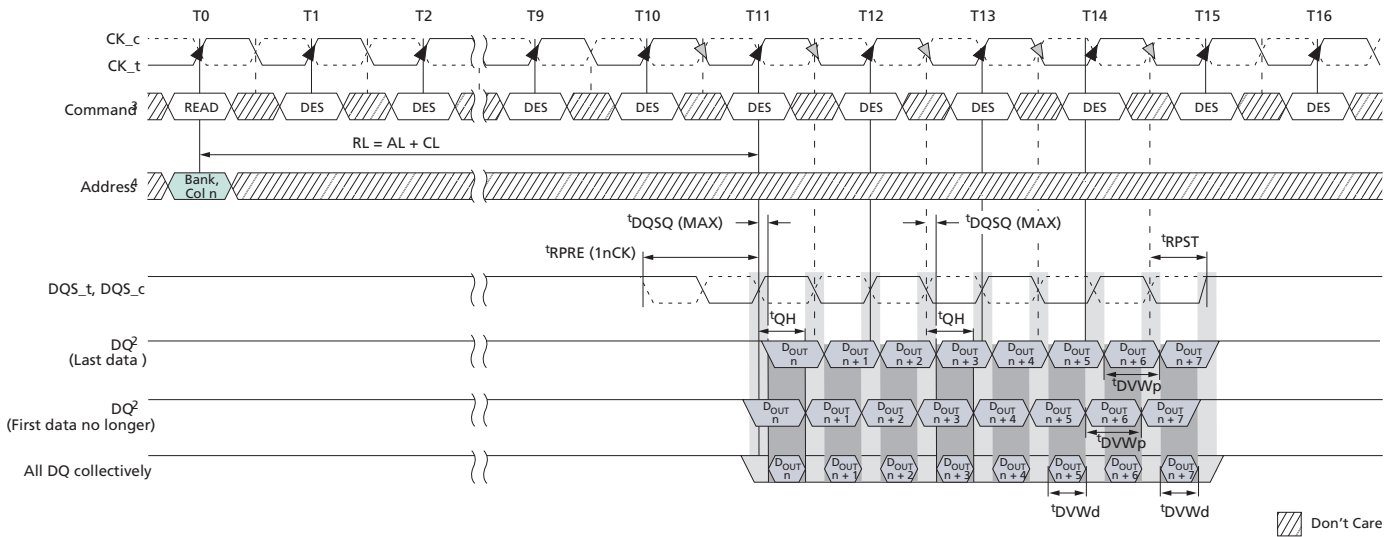 T0 T1 T2 T9 T10 T11 T12 T13 T14 T15 T16
CK_c
CK_t
Command3 READ DES DES DES DES DES DES DES DES DES DES
RL = AL + CL
Address4 Bank,
Col n
tDQSQ (MAX) tDQSQ (MAX)
tRPRE (1nCK) tRPST
DQS_t, DQS_c
tQH tQH
DQ2 DOUT DOUT DOUT DOUT DOUT DOUT DOUT DOUT
(Last data ) n n + 1 n + 2 n + 3 n + 4 n + 5 n + 6 n + 7
tDVWp
DQ2 DOUT DOUT DOUT DOUT DOUT DOUT DOUT DOUT
(First data no longer) n n + 1 n + 2 n + 3 n + 4 n + 5 n + 6 n + 7
tDVWp
All DQ collectively DOUT DOUT DOUT DOUT DOUT DOUT DOUT DOUT
n n + 1 n + 2 n + 3 n + 4 n + 5 n + 6 n + 7
tDVWd tDVWd
Don't Care